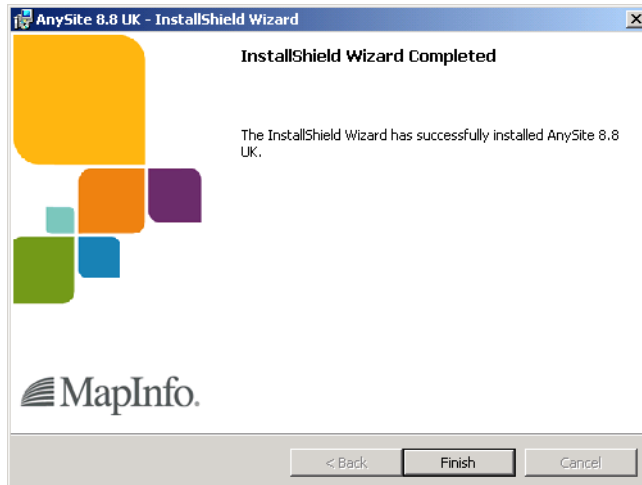 AnySite 8.8 UK - InstallShield Wizard
InstallShield Wizard Completed
The InstallShield Wizard has successfully installed AnySite 8.8
UK.
MapInfo.
< Back
Finish
Cancel